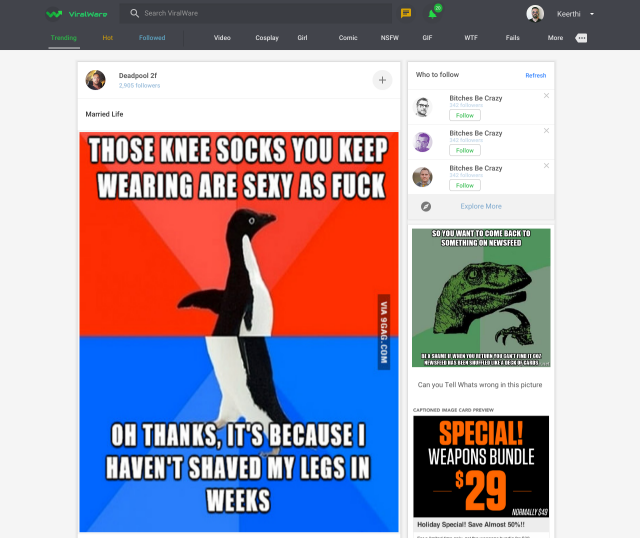 ViralWare
Search ViralWare
20
Keerthi
Trending
Hot
Followed
Video
Cosplay
Girl
Comic
NSFW
GIF
WTF
Fails
More
Deadpool 2f
2,905 followers
Married Life
THOSE KNEE SOCKS YOU KEEP
WEARING ARE SEXY AS FUCK
VIA 9GAG.COM
OH THANKS, IT'S BECAUSE I
HAVEN'T SHAVED MY LEGS IN
WEEKS
Who to follow
Refresh
Bitches Be Crazy
342 followers
Follow
Bitches Be Crazy
342 followers
Follow
Bitches Be Crazy
342 followers
Follow
Explore More
SO YOU WANT TO COME BACK TO
SOMETHING ON NEWSFEED
BE A SHAME IF WHEN YOU RETURN YOU CAN'T FIND IT COZ
NEWSFEED HAS BEEN SHUFFLED LIKE A DECK OF CARDS
Can you Tell Whats wrong in this picture
CAPTIONED IMAGE CARD PREVIEW
SPECIAL!
WEAPONS BUNDLE
$29
NORMALLY $49
Holiday Special! Save Almost 50%!!